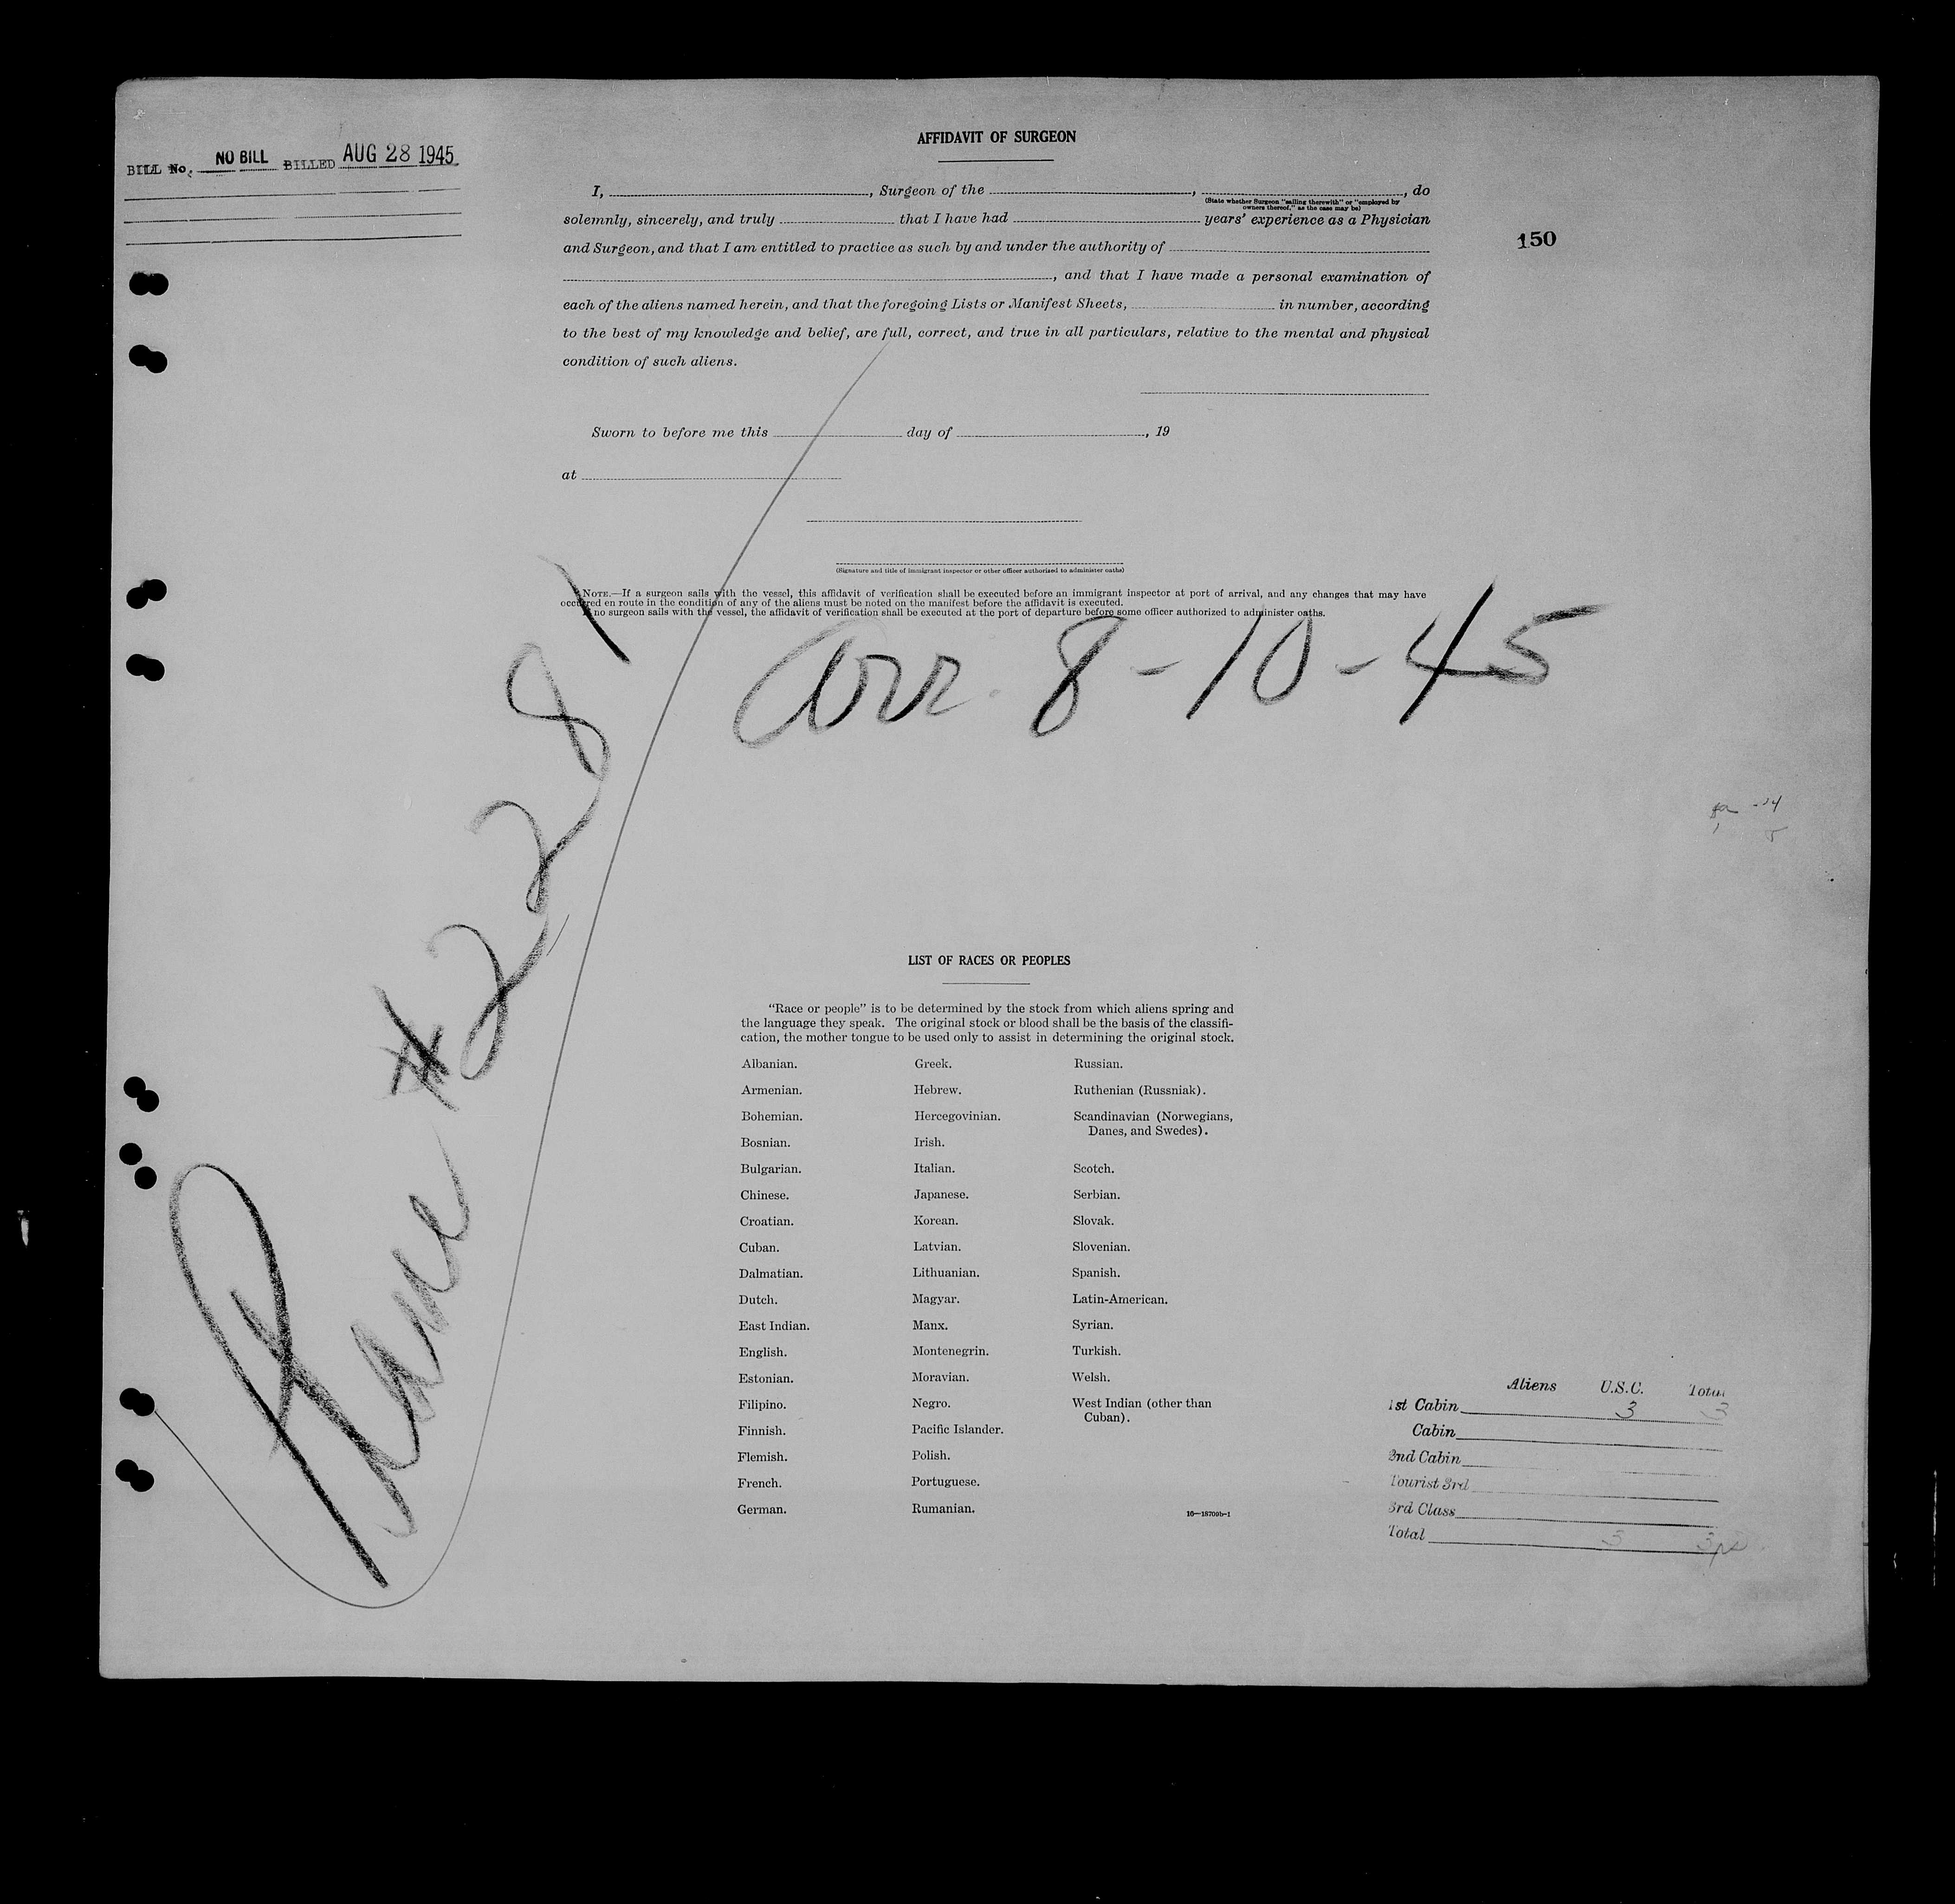 BILL No. NO BILL BILLED AUG 28 1945
AFFIDAVIT OF SURGEON
I, , Surgeon of the , , do
(State whether Surgeon "sailing therewith" or "employed by
owners thereof," as the case may be)
solemnly, sincerely, and truly that I have had years' experience as a Physician
and Surgeon, and that I am entitled to practice as such by and under the authority of
150
, and that I have made a personal examination of
each of the aliens named herein, and that the foregoing Lists or Manifest Sheets, in number, according
to the best of my knowledge and belief, are full, correct, and true in all particulars, relative to the mental and physical
condition of such aliens.
Sworn to before me this day of , 19
at
(Signature and title of immigrant inspector or other officer authorized to administer oaths)
NOTE.—If a surgeon sails with the vessel, this affidavit of verification shall be executed before an immigrant inspector at port of arrival, and any changes that may have
occurred en route in the condition of any of the aliens must be noted on the manifest before the affidavit is executed.
If no surgeon sails with the vessel, the affidavit of verification shall be executed at the port of departure before some officer authorized to administer oaths.
Arr. 8-10-45
Plane #2281
LIST OF RACES OR PEOPLES
"Race or people" is to be determined by the stock from which aliens spring and
the language they speak. The original stock or blood shall be the basis of the classifi-
cation, the mother tongue to be used only to assist in determining the original stock.
Albanian. Greek. Russian.
Armenian. Hebrew. Ruthenian (Russniak).
Bohemian. Hercegovinian. Scandinavian (Norwegians,
Danes, and Swedes).
Bosnian. Irish.
Bulgarian. Italian. Scotch.
Chinese. Japanese. Serbian.
Croatian. Korean. Slovak.
Cuban. Latvian. Slovenian.
Dalmatian. Lithuanian. Spanish.
Dutch. Magyar. Latin-American.
East Indian. Manx. Syrian.
English. Montenegrin. Turkish.
Estonian. Moravian. Welsh.
Filipino. Negro. West Indian (other than
Cuban).
Finnish. Pacific Islander.
Flemish. Polish.
French. Portuguese.
German. Rumanian.
16—18709b-1
Aliens U.S.C. Total
1st Cabin 3 3
Cabin
2nd Cabin
Tourist 3rd
3rd Class
Total 3 3